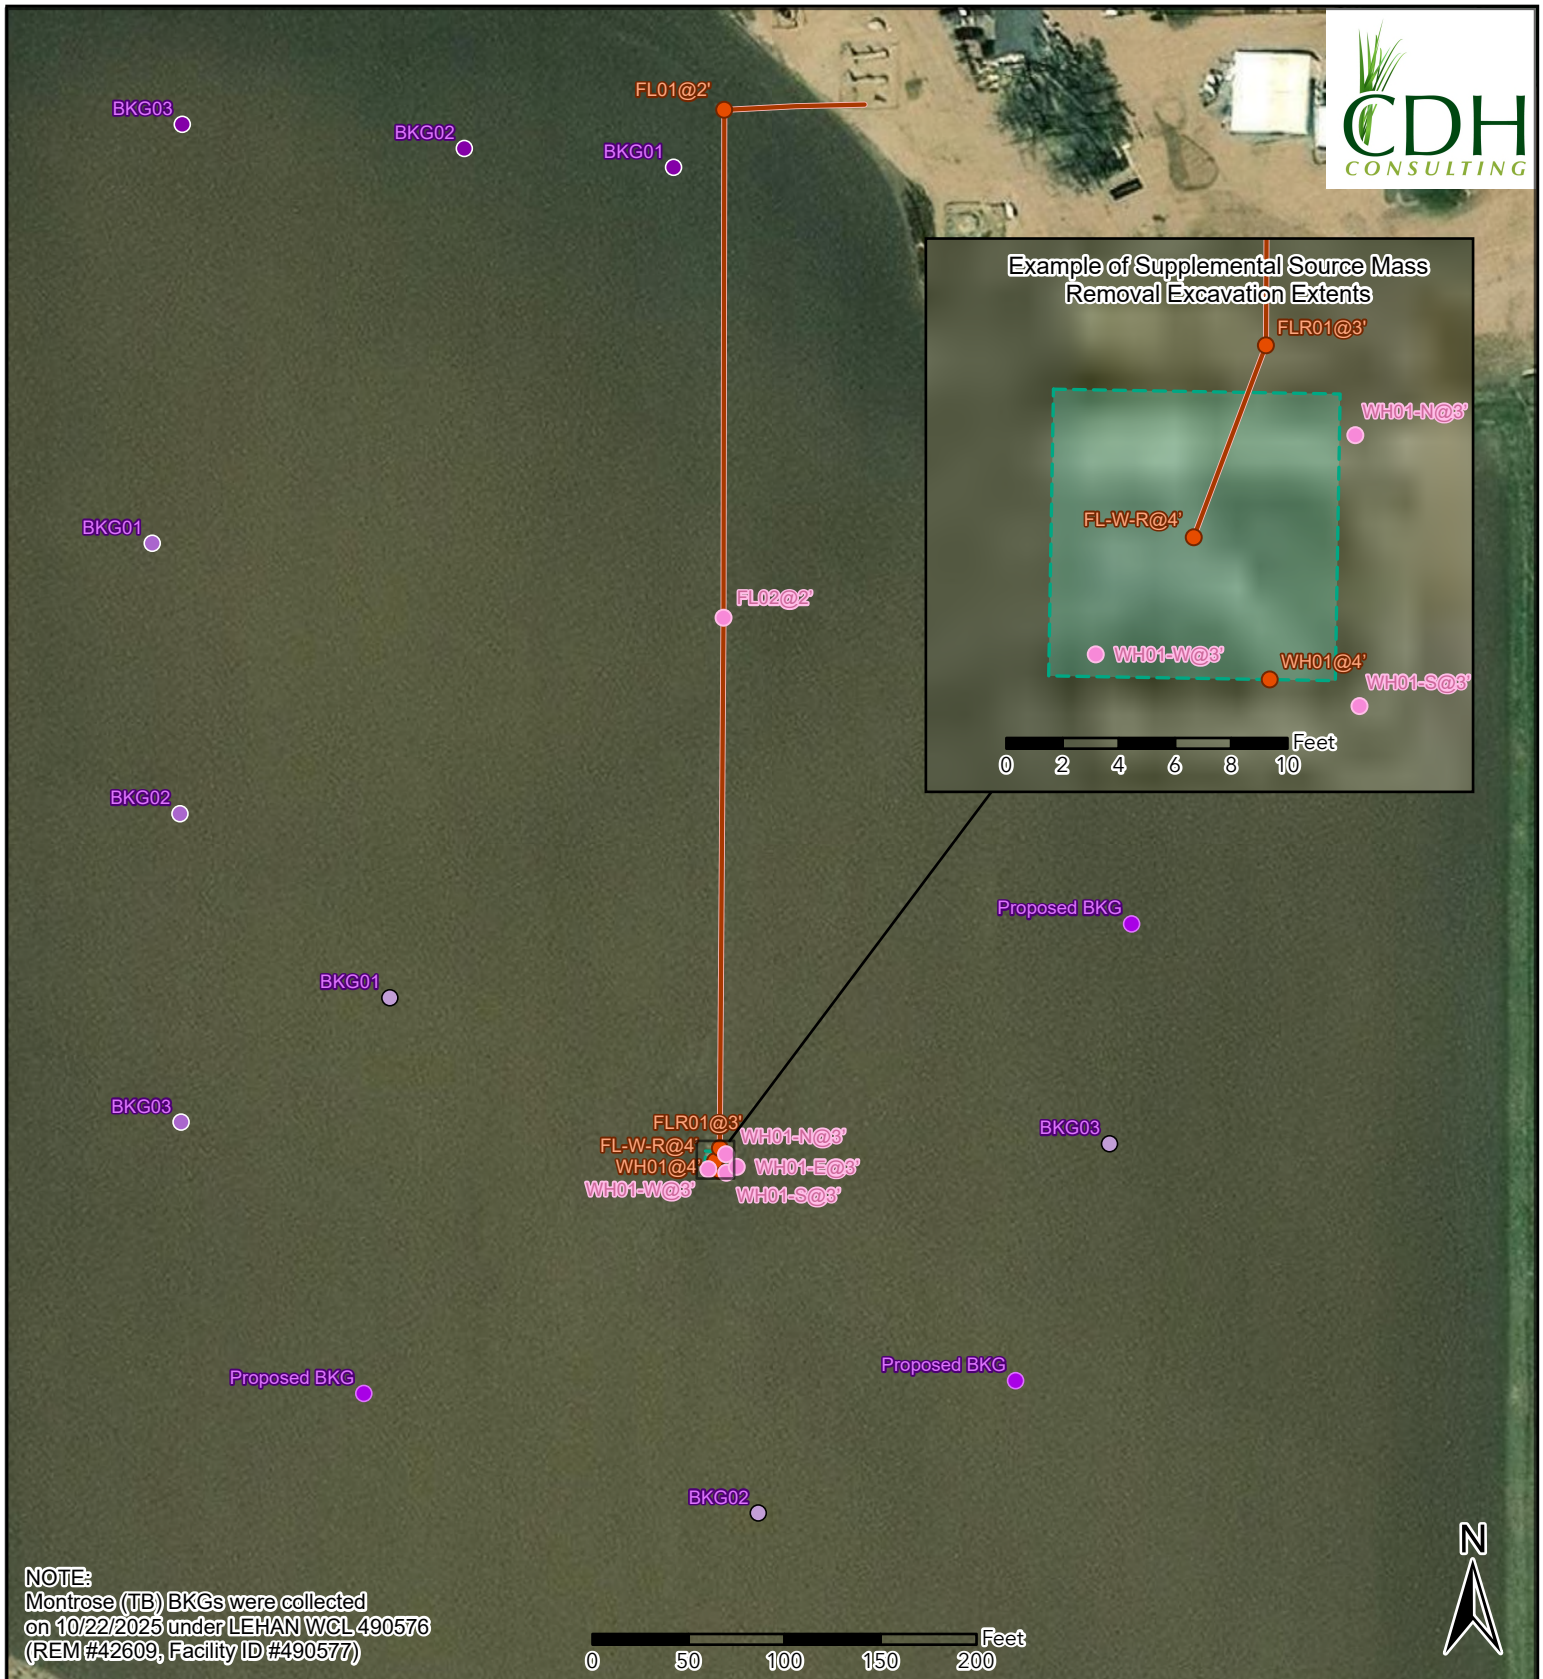 CDH
CONSULTING
FL01@2'
BKG03
BKG02
BKG01
Example of Supplemental Source Mass
Removal Excavation Extents
FLR01@3'
WH01-N@3'
FL-W-R@4'
WH01-W@3'
WH01@4'
WH01-S@3'
Feet
0 2 4 6 8 10
BKG01
FL02@2'
BKG02
Proposed BKG
BKG01
BKG03
FLR01@3'
WH01-N@3'
FL-W-R@4'
WH01@4'
WH01-E@3'
WH01-W@3'
WH01-S@3'
BKG03
Proposed BKG
Proposed BKG
BKG02
N
NOTE:
Montrose (TB) BKGs were collected
on 10/22/2025 under LEHAN WCL 490576
(REM #42609, Facility ID #490577)
Feet
0 50 100 150 200